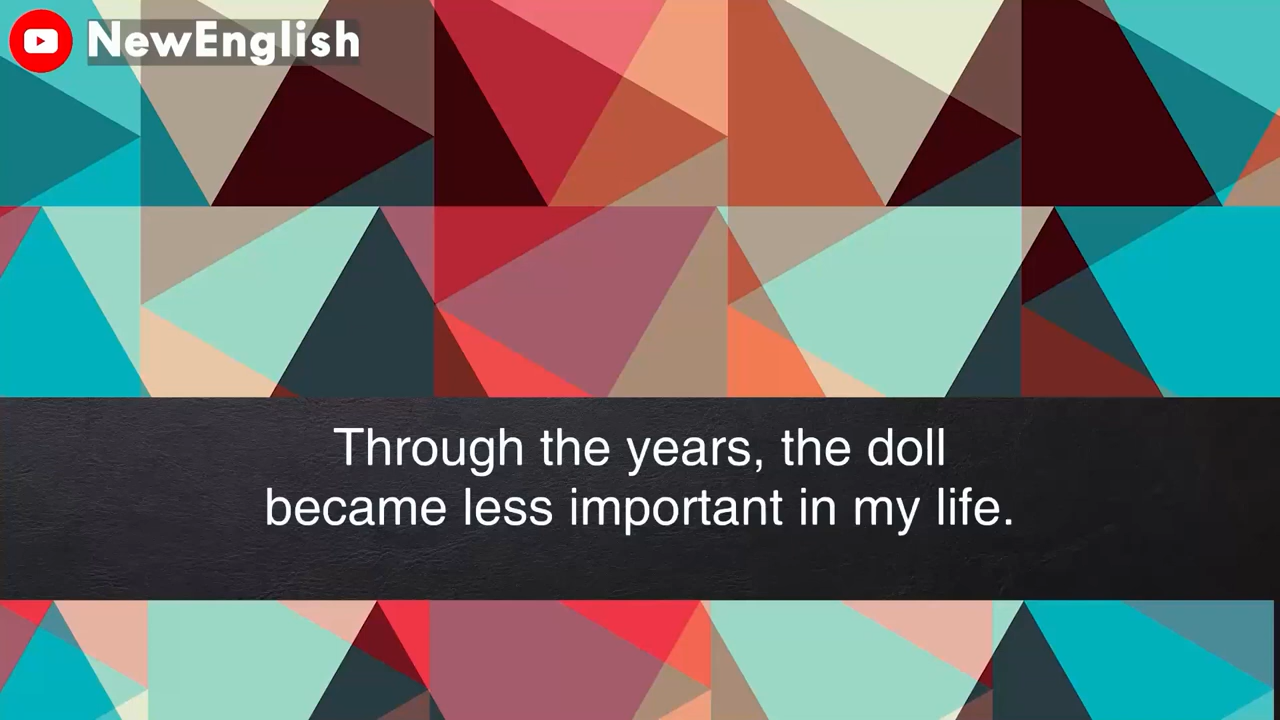 NewEnglish
Through the years, the doll
became less important in my life.